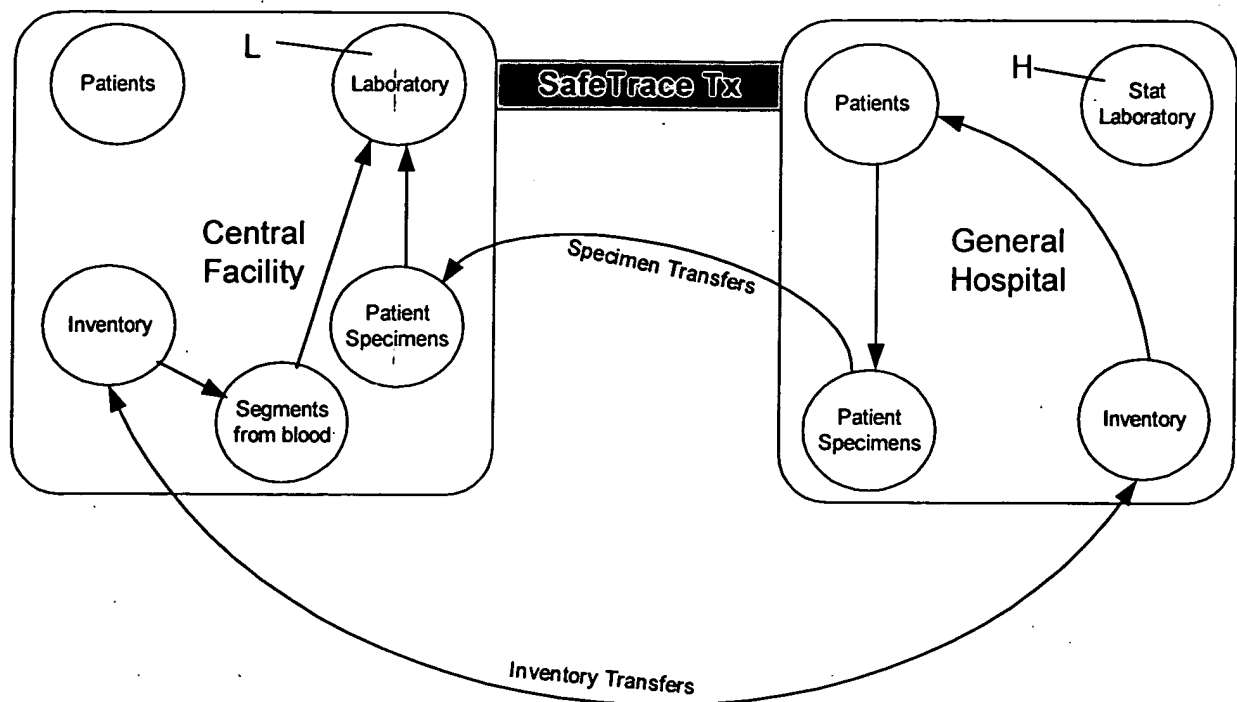 L
Patients
Laboratory
Central
Facility
Inventory
Patient
Specimens
Segments
from blood
SafeTrace Tx
H
Patients
Stat
Laboratory
General
Hospital
Patient
Specimens
Inventory
Specimen Transfers
Inventory Transfers